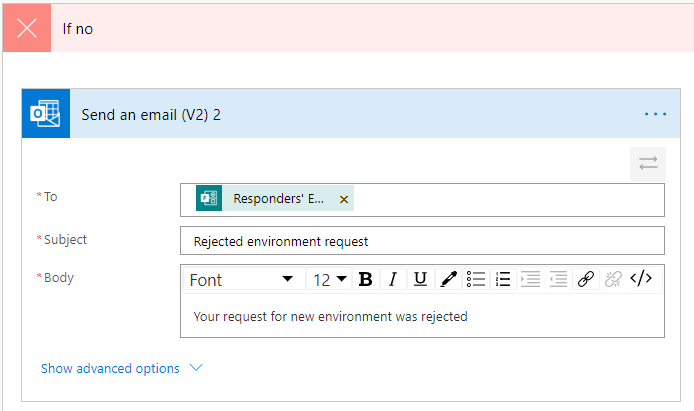 If no
Send an email (V2) 2
* To
Responders' E... ×
* Subject
Rejected environment request
* Body
Font 12 B I U </>
Your request for new environment was rejected
Show advanced options